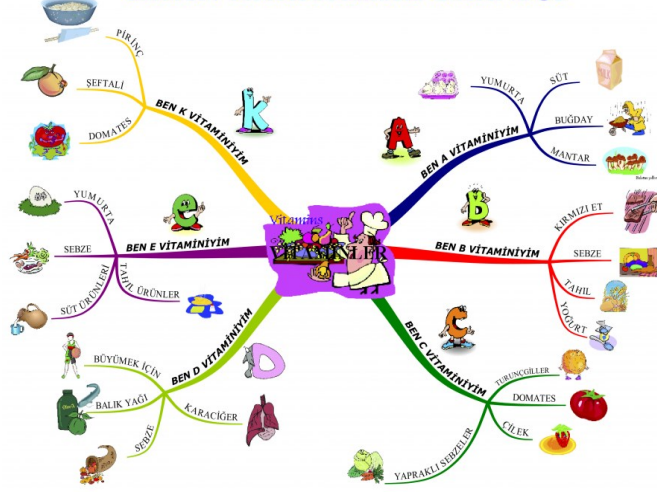 Vitamins
VİTAMİNLER
BEN A VİTAMİNİYİM
YUMURTA
SÜT
BUĞDAY
MANTAR
BEN B VİTAMİNİYİM
KIRMIZI ET
SEBZE
TAHIL
YOĞURT
BEN C VİTAMİNİYİM
TURUNÇGİLLER
DOMATES
ÇİLEK
YAPRAKLI SEBZELER
BEN D VİTAMİNİYİM
BÜYÜMEK İÇİN
BALIK YAĞI
SEBZE
KARACİĞER
BEN E VİTAMİNİYİM
YUMURTA
SEBZE
SÜT ÜRÜNLERİ
TAHIL ÜRÜNLER
BEN K VİTAMİNİYİM
PİRİNÇ
ŞEFTALİ
DOMATES
K
A
B
E
C
D